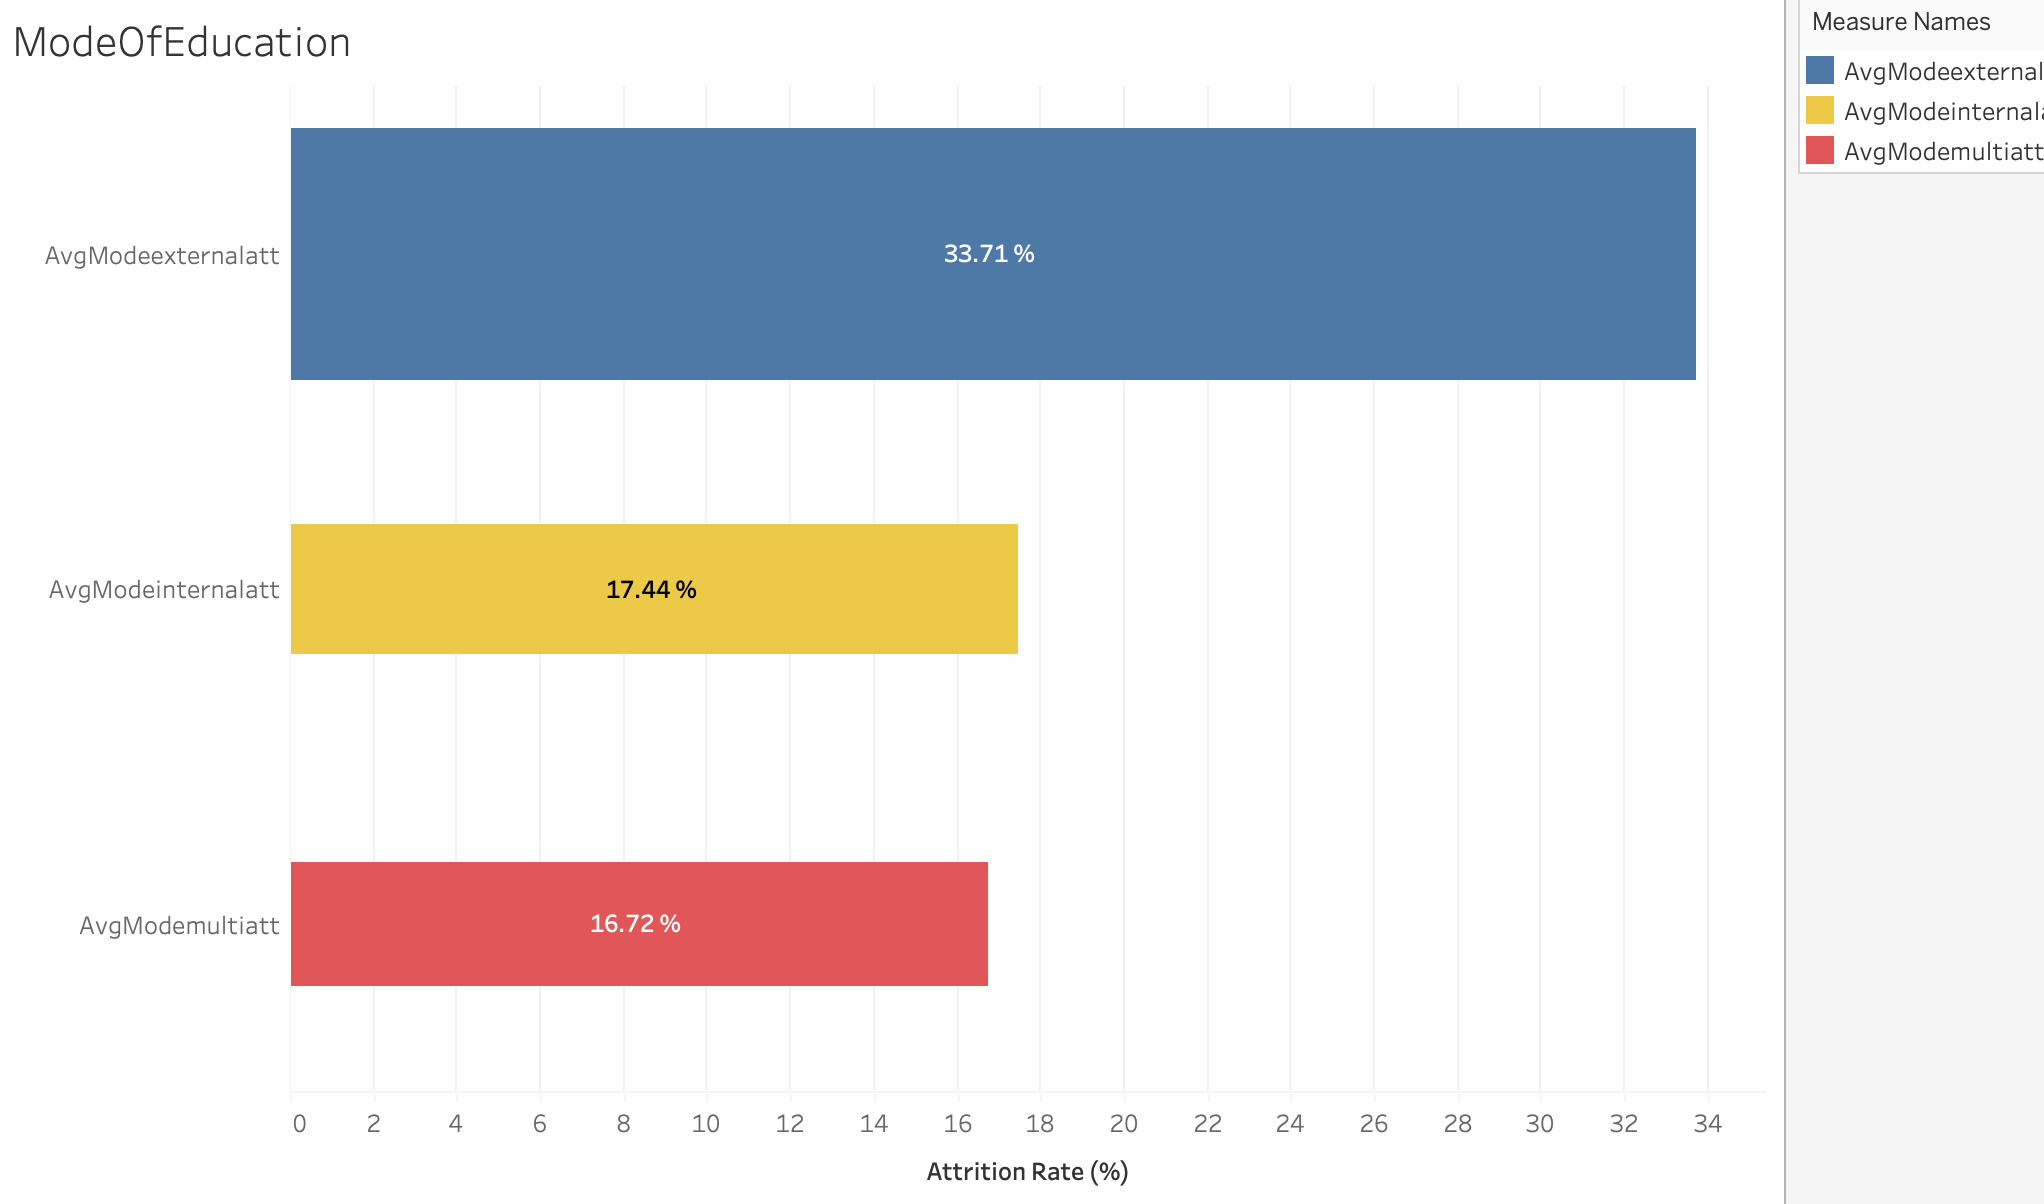 ModeOfEducation
Measure Names
AvgModeexternal
AvgModeinternala
AvgModemultiatt
AvgModeexternalatt
33.71 %
AvgModeinternalatt
17.44 %
AvgModemultiatt
16.72 %
0 2 4 6 8 10 12 14 16 18 20 22 24 26 28 30 32 34
Attrition Rate (%)